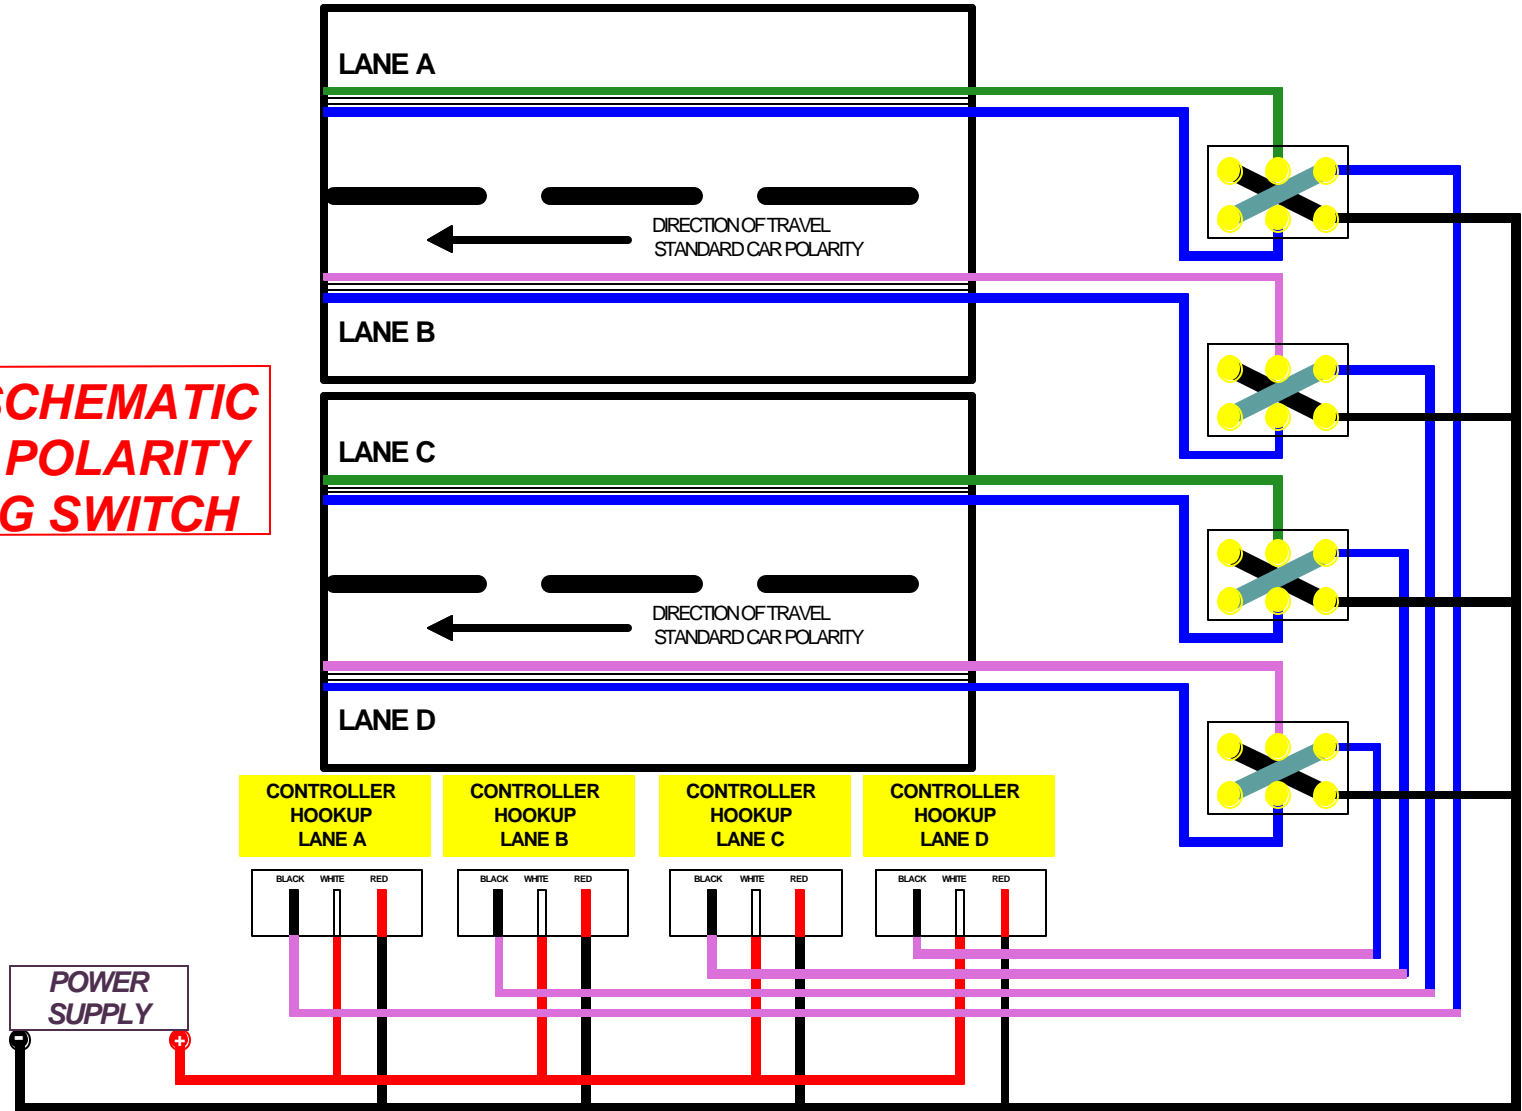 LANE A
DIRECTION OF TRAVEL
STANDARD CAR POLARITY
LANE B
SCHEMATIC
POLARITY
G SWITCH
LANE C
DIRECTION OF TRAVEL
STANDARD CAR POLARITY
LANE D
CONTROLLER
HOOKUP
LANE A
CONTROLLER
HOOKUP
LANE B
CONTROLLER
HOOKUP
LANE C
CONTROLLER
HOOKUP
LANE D
BLACK WHITE RED
BLACK WHITE RED
BLACK WHITE RED
BLACK WHITE RED
POWER
SUPPLY
- +